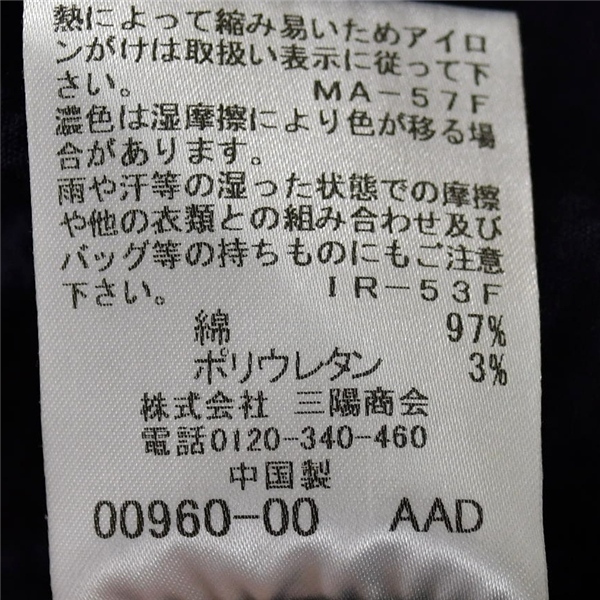 熱によって縮み易いためアイロ
ンがけは取扱い表示に従って下
さい。 MA-57F
濃色は湿摩擦により色が移る場
合があります。
雨や汗等の湿った状態での摩擦
や他の衣類との組み合わせ及び
バッグ等の持ちものにもご注意
下さい。 IR-53F
綿 97%
ポリウレタン 3%
株式会社 三陽商会
電話0120-340-460
中国製
00960-00 AAD